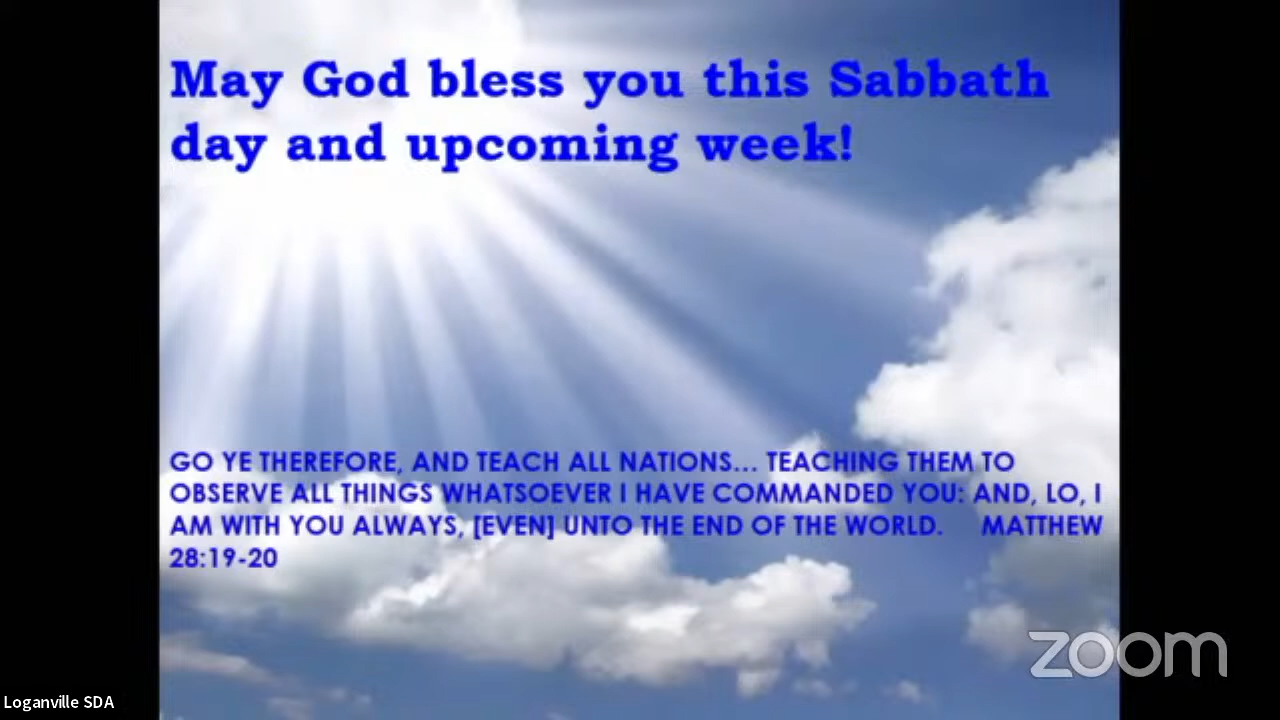 May God bless you this Sabbath
day and upcoming week!
GO YE THEREFORE, AND TEACH ALL NATIONS... TEACHING THEM TO
OBSERVE ALL THINGS WHATSOEVER I HAVE COMMANDED YOU: AND, LO, I
AM WITH YOU ALWAYS, [EVEN] UNTO THE END OF THE WORLD. MATTHEW
28:19-20
zoom
Loganville SDA